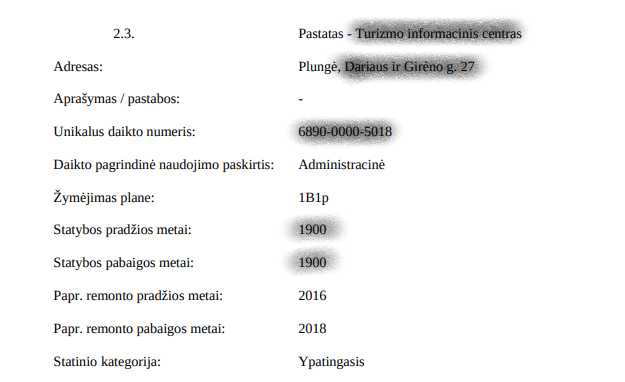 2.3. Pastatas - Turizmo informacinis centras
Adresas: Plungė, Dariaus ir Girėno g. 27
Aprašymas / pastabos: -
Unikalus daikto numeris: 6890-0000-5018
Daikto pagrindinė naudojimo paskirtis: Administracinė
Žymėjimas plane: 1B1p
Statybos pradžios metai: 1900
Statybos pabaigos metai: 1900
Papr. remonto pradžios metai: 2016
Papr. remonto pabaigos metai: 2018
Statinio kategorija: Ypatingasis